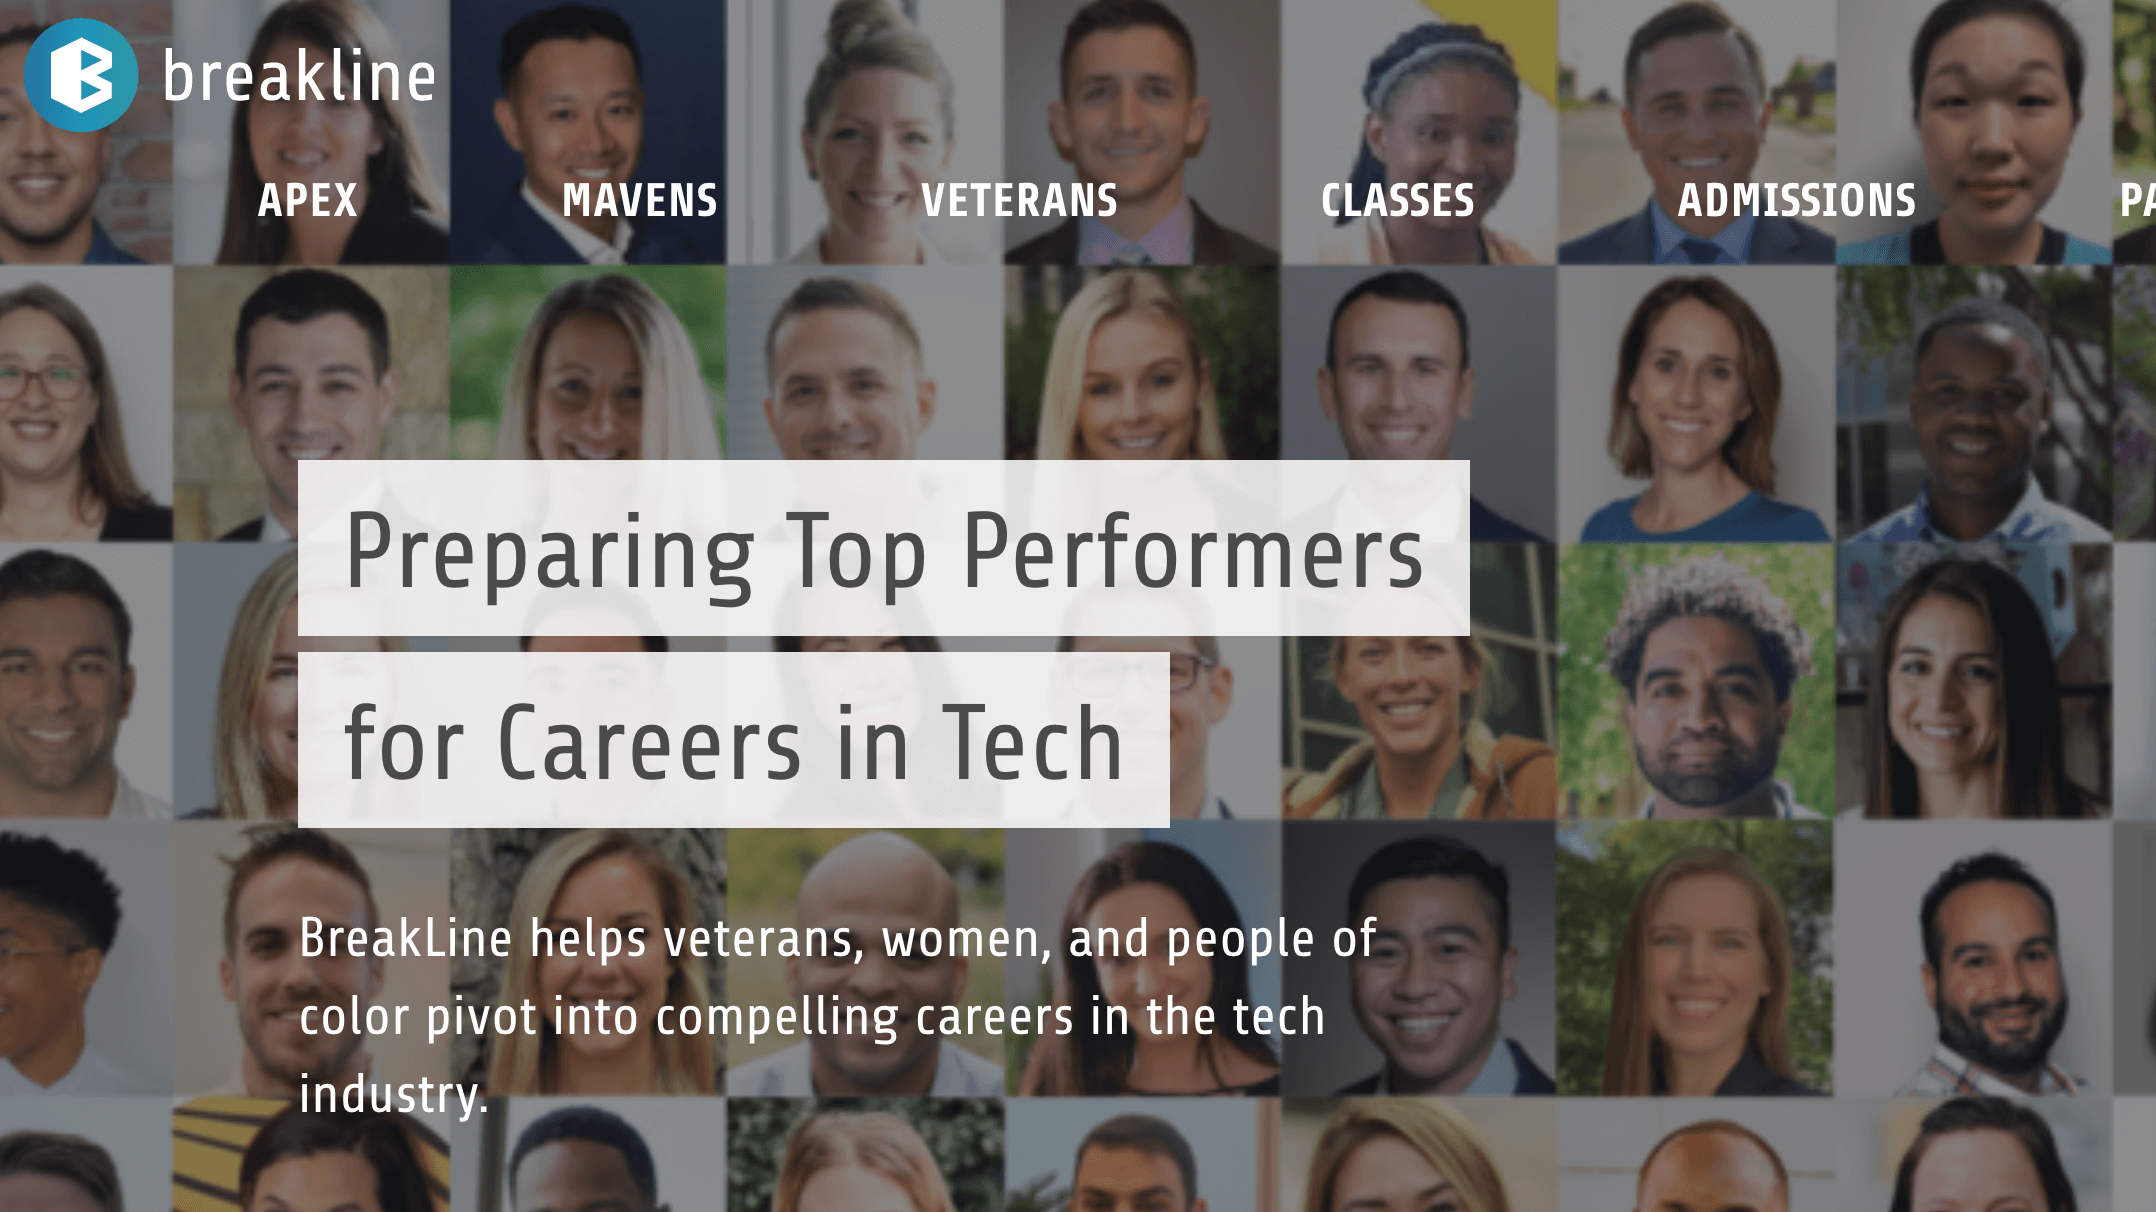 breakline
APEX MAVENS VETERANS CLASSES ADMISSIONS
Preparing Top Performers
for Careers in Tech
BreakLine helps veterans, women, and people of
color pivot into compelling careers in the tech
industry.